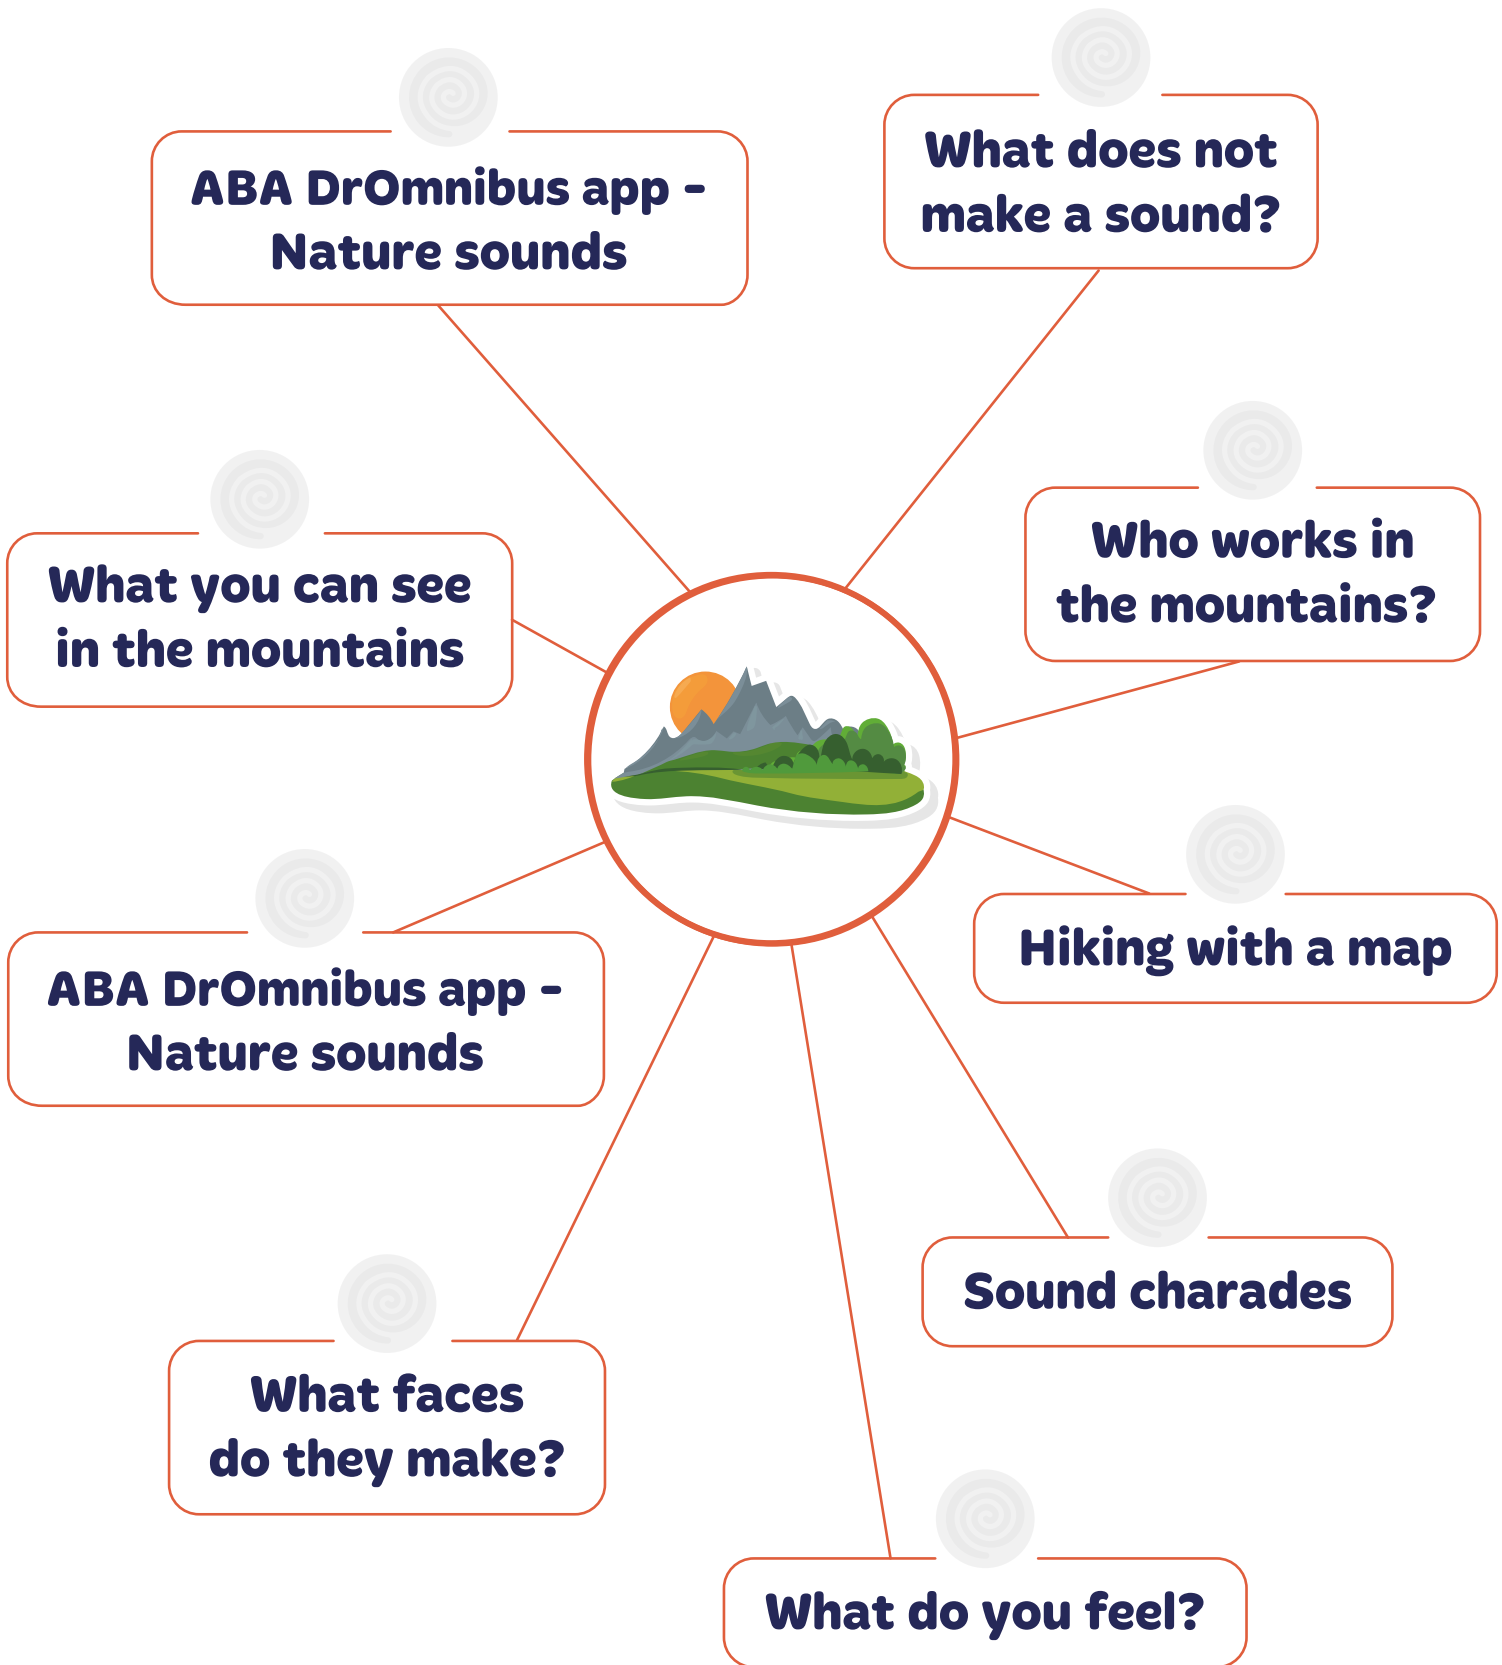 ABA DrOmnibus app -
Nature sounds
What does not
make a sound?
What you can see
in the mountains
Who works in
the mountains?
ABA DrOmnibus app -
Nature sounds
Hiking with a map
What faces
do they make?
Sound charades
What do you feel?